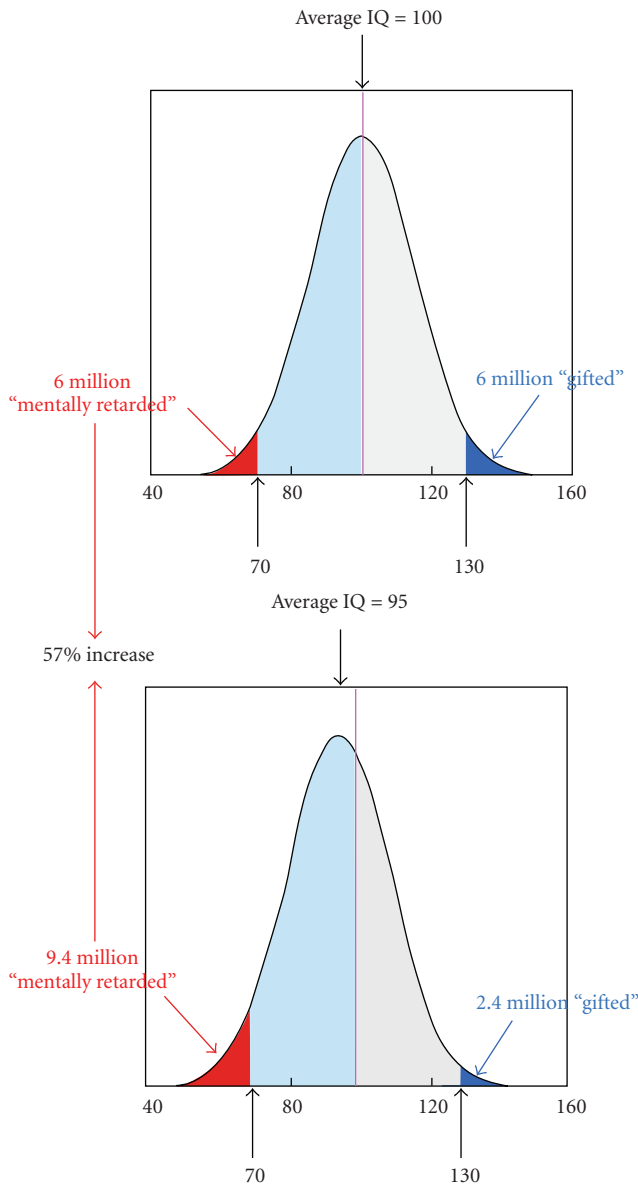 Average IQ = 100
6 million
“mentally retarded”
6 million “gifted”
40
80
120
160
70
130
Average IQ = 95
57% increase
9.4 million
“mentally retarded”
2.4 million “gifted”
40
80
120
160
70
130